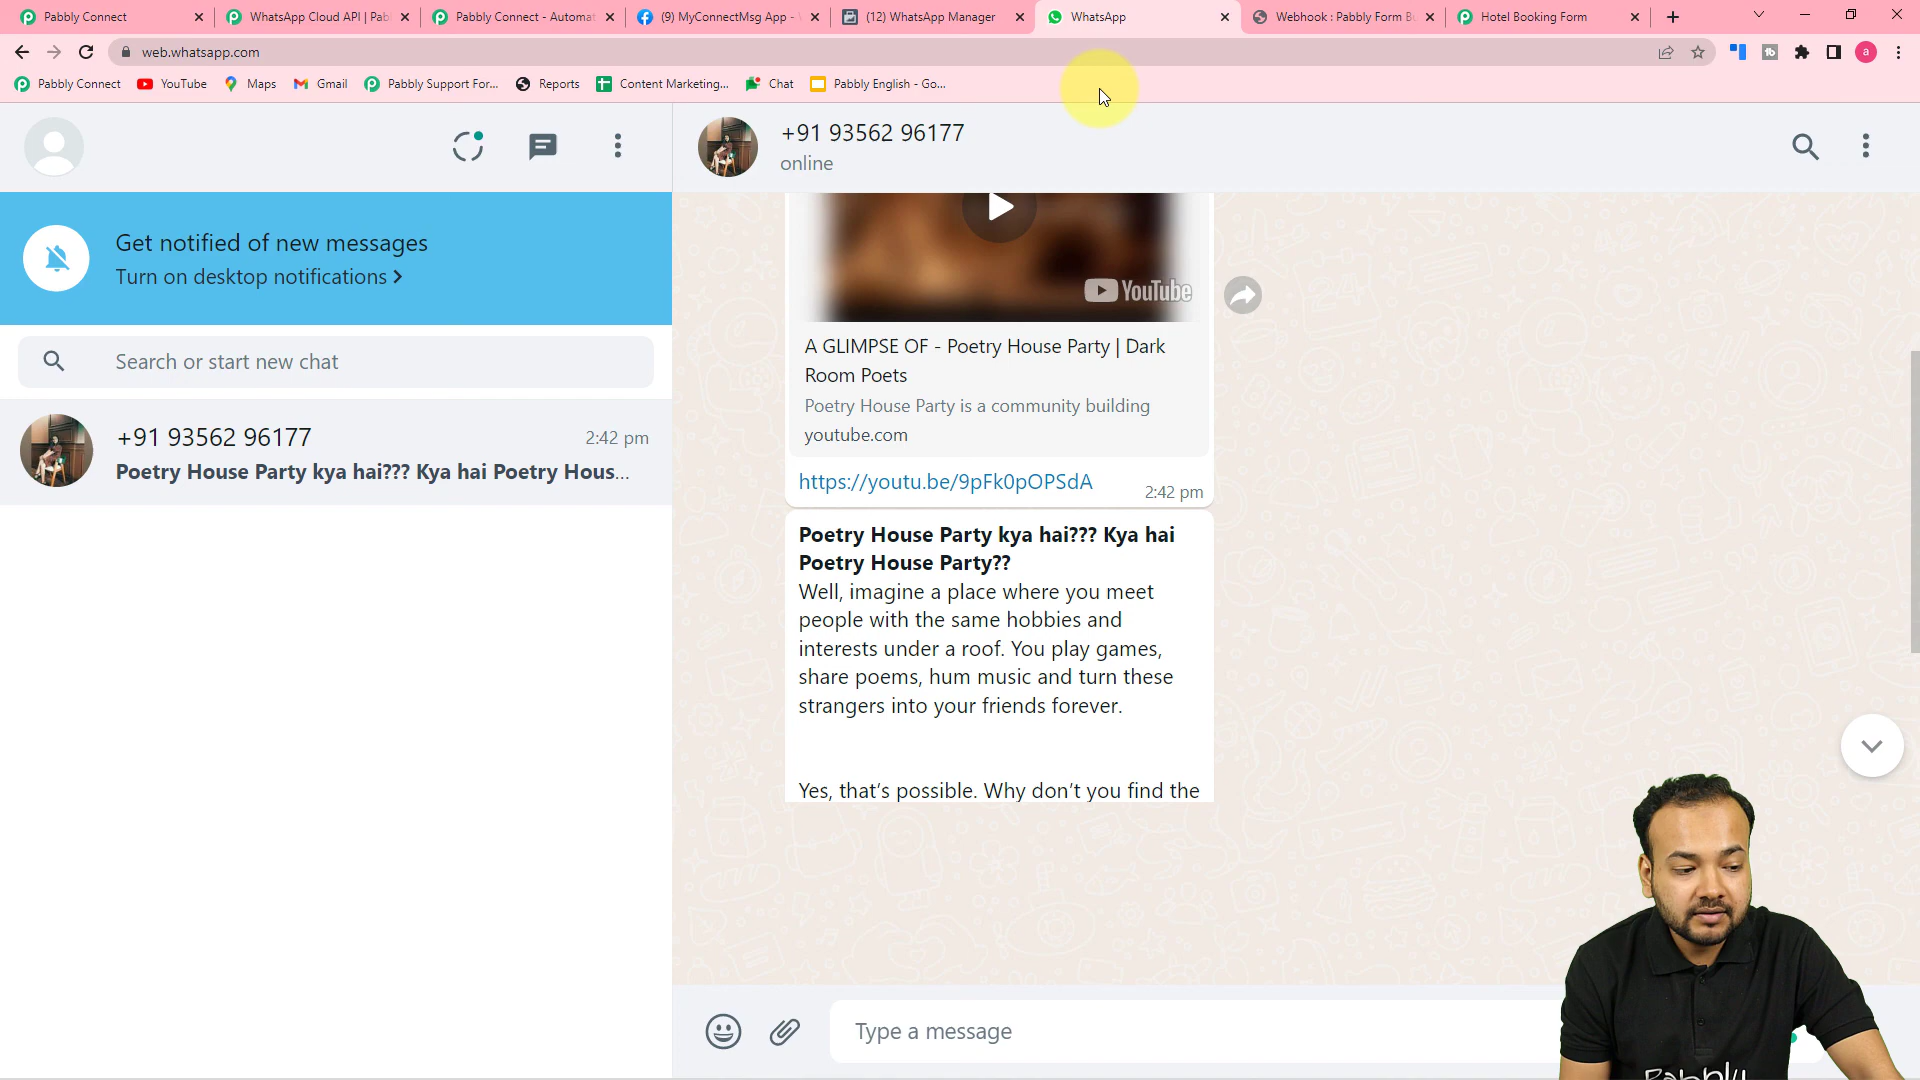 Pabbly Connect
WhatsApp Cloud API | Pab
Pabbly Connect - Automat
(9) MyConnectMsg App -
(12) WhatsApp Manager
WhatsApp
Webhook : Pabbly Form B
Hotel Booking Form
web.whatsapp.com
a
Pabbly Connect
YouTube
Maps
Gmail
Pabbly Support For...
Reports
Content Marketing...
Chat
Pabbly English - Go...
+91 93562 96177
online
Get notified of new messages
Turn on desktop notifications
Search or start new chat
+91 93562 96177
2:42 pm
Poetry House Party kya hai??? Kya hai Poetry Hous...
YouTube
A GLIMPSE OF - Poetry House Party | Dark
Room Poets
Poetry House Party is a community building
youtube.com
https://youtu.be/9pFk0pOPSdA
2:42 pm
Poetry House Party kya hai??? Kya hai
Poetry House Party??
Well, imagine a place where you meet
people with the same hobbies and
interests under a roof. You play games,
share poems, hum music and turn these
strangers into your friends forever.
Yes, that's possible. Why don't you find the
Type a message
Pabbly